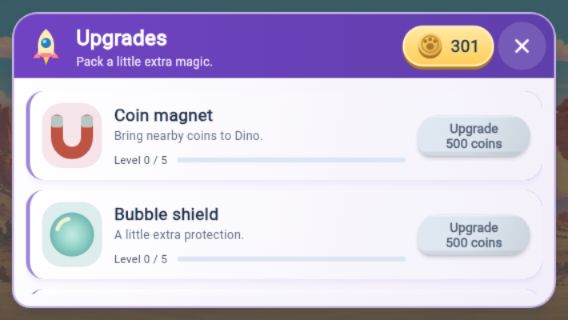 Upgrades
Pack a little extra magic.
301
Coin magnet
Bring nearby coins to Dino.
Level 0 / 5
Upgrade
500 coins
Bubble shield
A little extra protection.
Level 0 / 5
Upgrade
500 coins